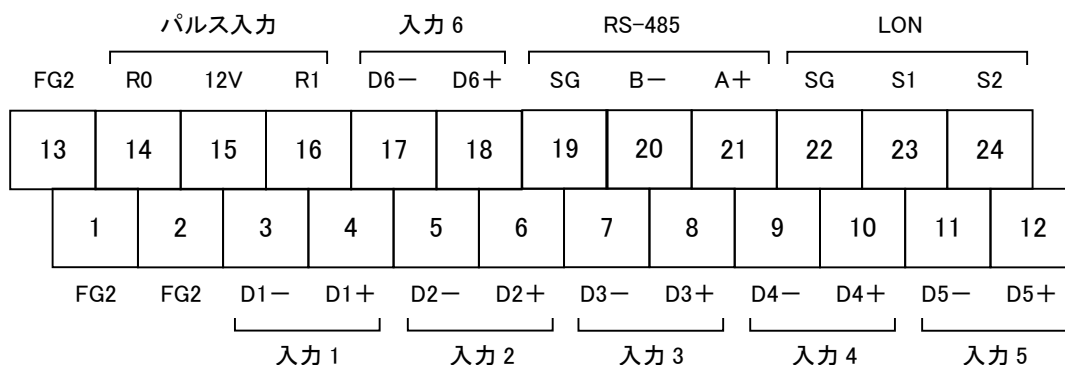 パルス入力 入力 6 RS-485 LON
FG2 R0 12V R1 D6－ D6＋ SG B－ A＋ SG S1 S2
13 14 15 16 17 18 19 20 21 22 23 24
1 2 3 4 5 6 7 8 9 10 11 12
FG2 FG2 D1－ D1＋ D2－ D2＋ D3－ D3＋ D4－ D4＋ D5－ D5＋
入力 1 入力 2 入力 3 入力 4 入力 5